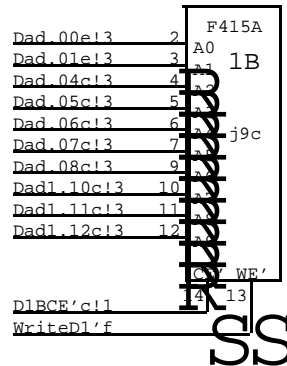 F415A
Dad.00e!3 2 A0 1B
Dad.01e!3 3 A1
Dad.04c!3 4
Dad.05c!3 5
Dad.06c!3 6 j9c
Dad.07c!3 7
Dad.08c!3 9
Dad1.10c!3 10
Dad1.11c!3 11
Dad1.12c!3 12
WE'
14 13
D1BCE'c!1
WriteD1'f
SS